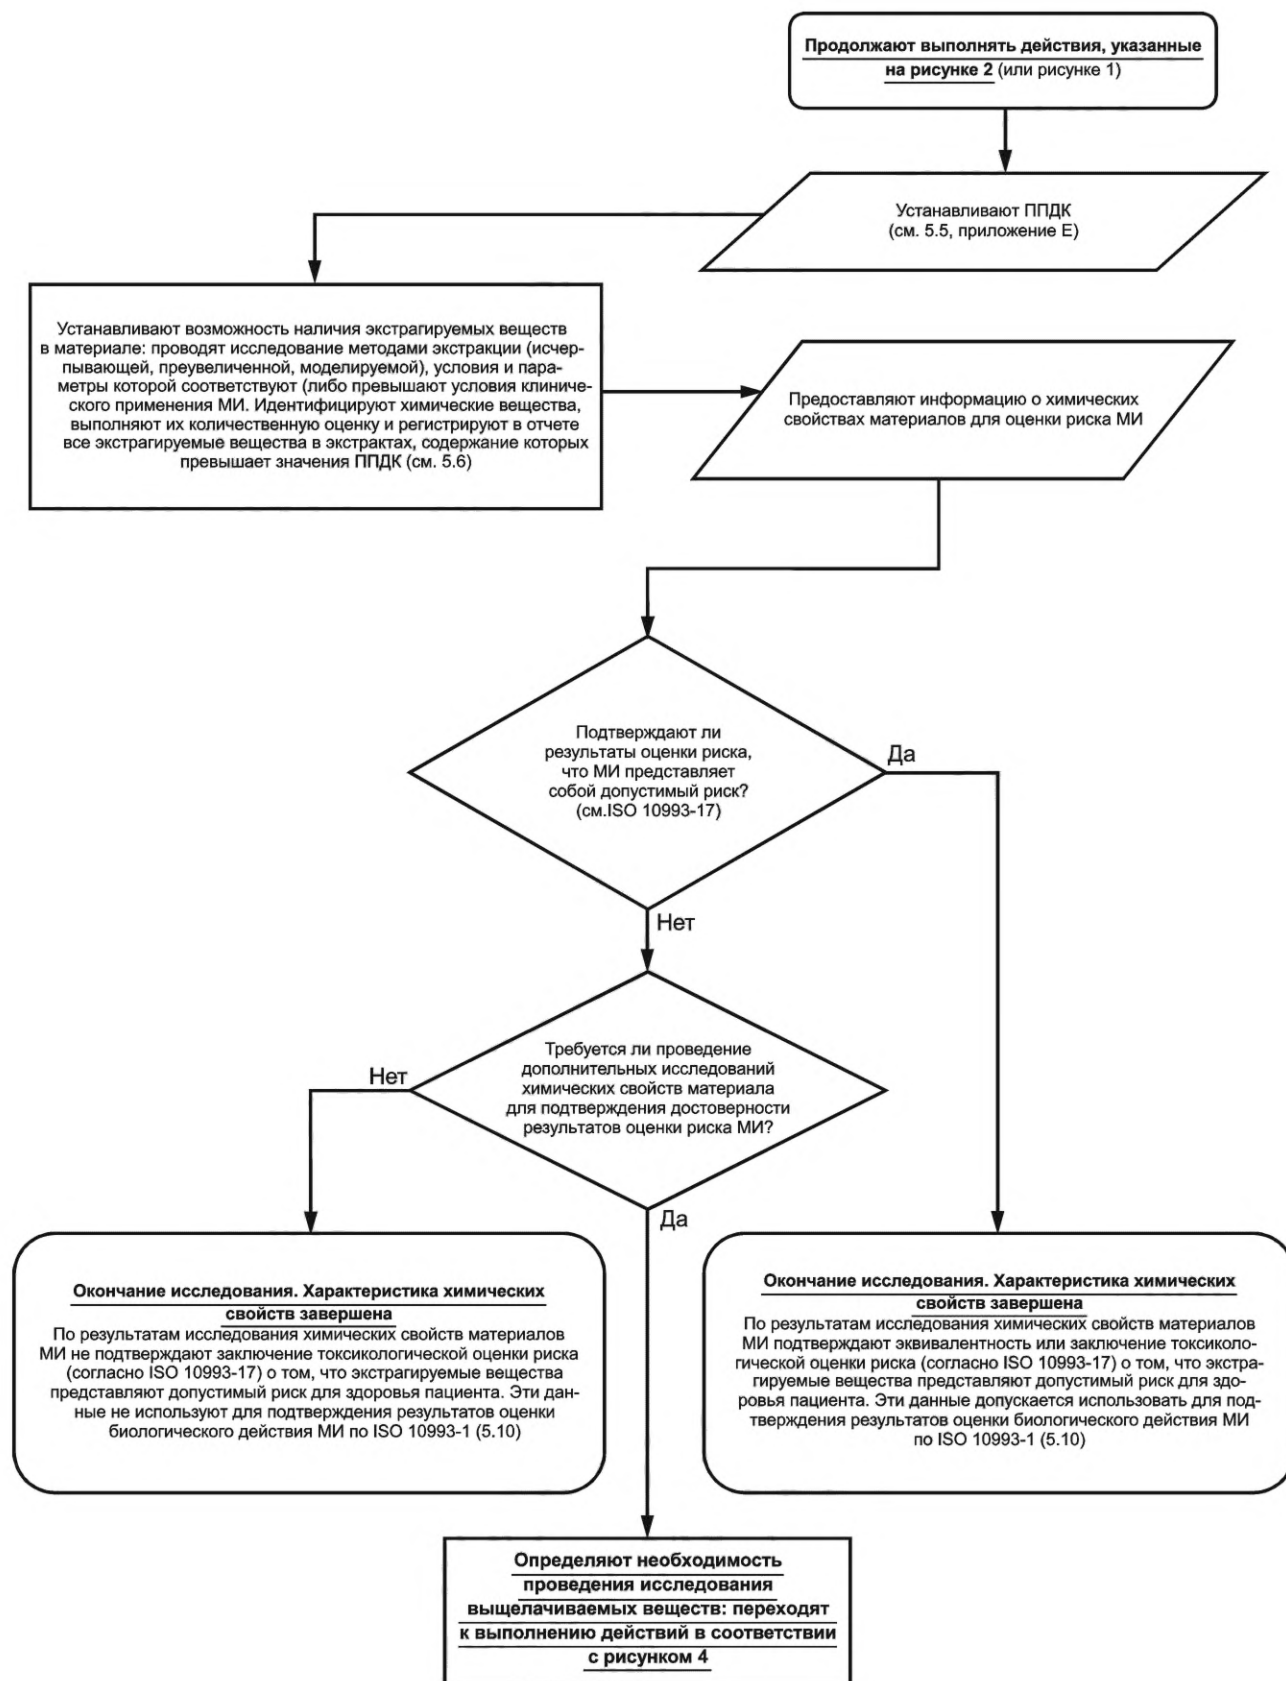 Продолжают выполнять действия, указанные
на рисунке 2 (или рисунке 1)
Устанавливают ППДК
(см. 5.5, приложение Е)
Устанавливают возможность наличия экстрагируемых веществ
в материале: проводят исследование методами экстракции (исчер-
пывающей, преувеличенной, моделируемой), условия и пара-
метры которой соответствуют (либо превышают условия клиниче-
ского применения МИ. Идентифицируют химические вещества,
выполняют их количественную оценку и регистрируют в отчете
все экстрагируемые вещества в экстрактах, содержание которых
превышает значения ППДК (см. 5.6)
Предоставляют информацию о химических
свойствах материалов для оценки риска МИ
Подтверждают ли
результаты оценки риска,
что МИ представляет
собой допустимый риск?
(см.ISO 10993-17)
Да
Нет
Требуется ли проведение
дополнительных исследований
химических свойств материала
для подтверждения достоверности
результатов оценки риска МИ?
Нет
Да
Окончание исследования. Характеристика химических
свойств завершена
По результатам исследования химических свойств материалов
МИ не подтверждают заключение токсикологической оценки риска
(согласно ISO 10993-17) о том, что экстрагируемые вещества
представляют допустимый риск для здоровья пациента. Эти дан-
ные не используют для подтверждения результатов оценки
биологического действия МИ по ISO 10993-1 (5.10)
Окончание исследования. Характеристика химических
свойств завершена
По результатам исследования химических свойств материалов
МИ подтверждают эквивалентность или заключение токсиколо-
гической оценки риска (согласно ISO 10993-17) о том, что экстра-
гируемые вещества представляют допустимый риск для здо-
ровья пациента. Эти данные допускается использовать для под-
тверждения результатов оценки биологического действия МИ
по ISO 10993-1 (5.10)
Определяют необходимость
проведения исследования
выщелачиваемых веществ: переходят
к выполнению действий в соответствии
с рисунком 4